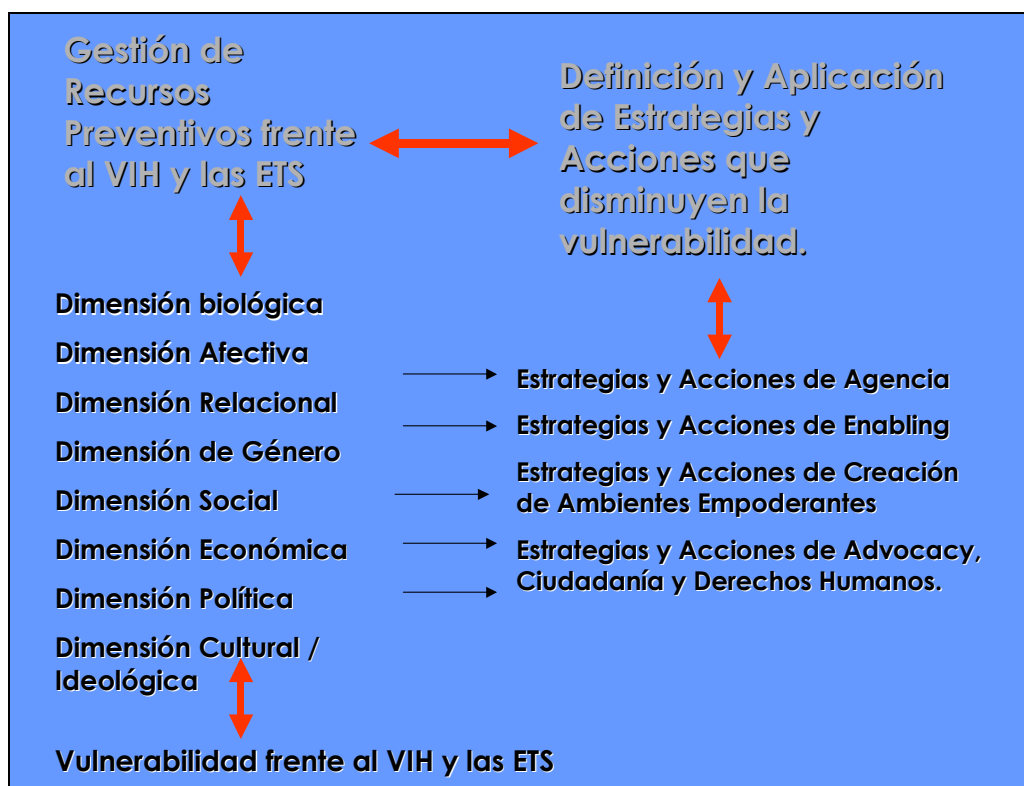 Gestión de
Recursos
Preventivos frente
al VIH y las ETS
Definición y Aplicación
de Estrategias y
Acciones que
disminuyen la
vulnerabilidad.
Dimensión biológica
Dimensión Afectiva
Dimensión Relacional
Dimensión de Género
Dimensión Social
Dimensión Económica
Dimensión Política
Dimensión Cultural /
Ideológica
Estrategias y Acciones de Agencia
Estrategias y Acciones de Enabling
Estrategias y Acciones de Creación
de Ambientes Empoderantes
Estrategias y Acciones de Advocacy,
Ciudadanía y Derechos Humanos.
Vulnerabilidad frente al VIH y las ETS